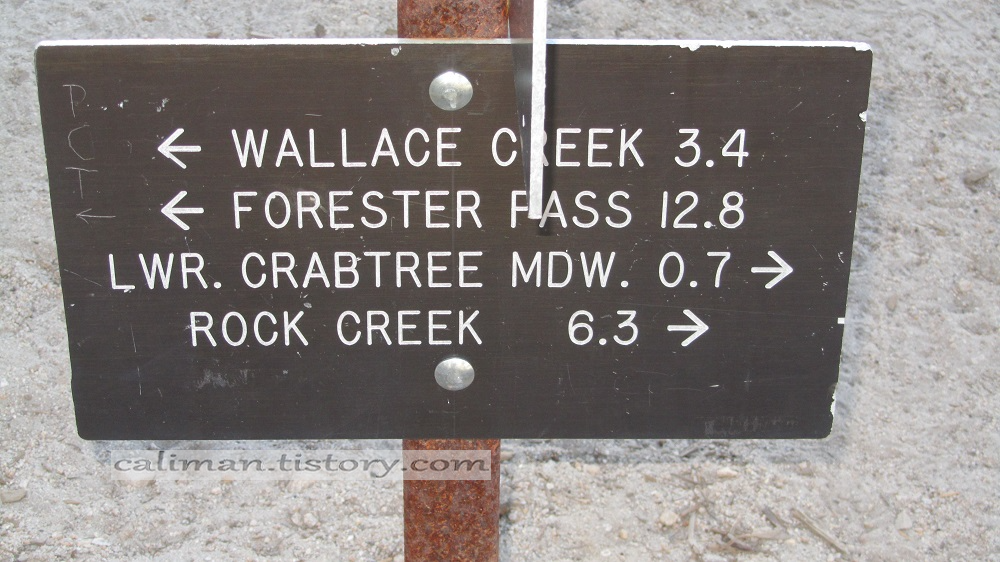 PCT
←
← WALLACE CREEK 3.4
← FORESTER PASS 12.8
LWR. CRABTREE MDW. 0.7 →
ROCK CREEK 6.3 →
caliman.tistory.com